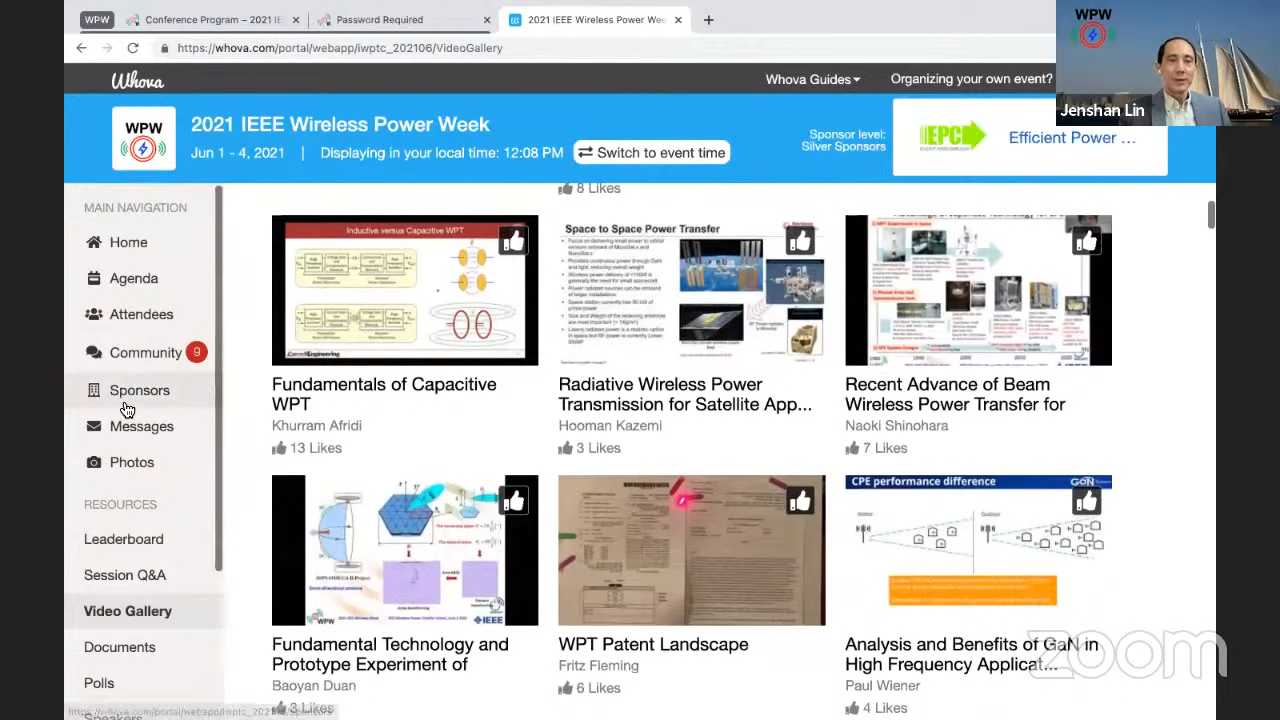 WPW
Conference Program – 2021 IE
Password Required
2021 IEEE Wireless Power Wee
https://whova.com/portal/webapp/iwptc_202106/VideoGallery
WPW
Jenshan Lin
Whova
Whova Guides
Organizing your own event?
WPW
2021 IEEE Wireless Power Week
Jun 1 - 4, 2021 | Displaying in your local time: 12:08 PM
Switch to event time
Sponsor level:
Silver Sponsors
EPC
Efficient Power ...
MAIN NAVIGATION
Home
Agenda
Attendees
Community 9
Sponsors
Messages
Photos
RESOURCES
Leaderboard
Session Q&A
Video Gallery
Documents
Polls
Speakers
8 Likes
Inductive versus Capacitive WPT
Fundamentals of Capacitive
WPT
Khurram Afridi
13 Likes
Space to Space Power Transfer
Radiative Wireless Power
Transmission for Satellite App...
Hooman Kazemi
3 Likes
Recent Advance of Beam
Wireless Power Transfer for
Naoki Shinohara
7 Likes
IEEE
Fundamental Technology and
Prototype Experiment of
Baoyan Duan
3 Likes
WPT Patent Landscape
Fritz Fleming
6 Likes
CPE performance difference
GaN
Analysis and Benefits of GaN in
High Frequency Applicat...
Paul Wiener
4 Likes
zoom